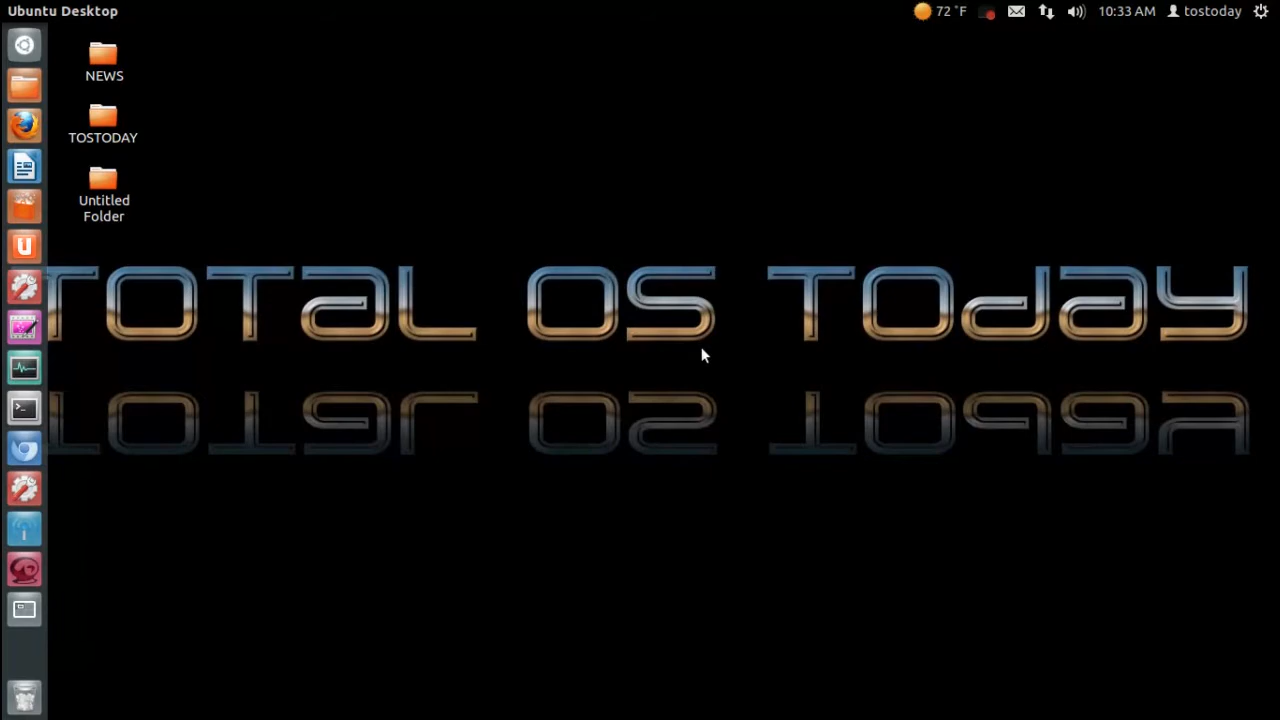 Ubuntu Desktop
72 °F
10:33 AM
tostoday
NEWS
TOSTODAY
Untitled
Folder
TOTaL OS TOdaY